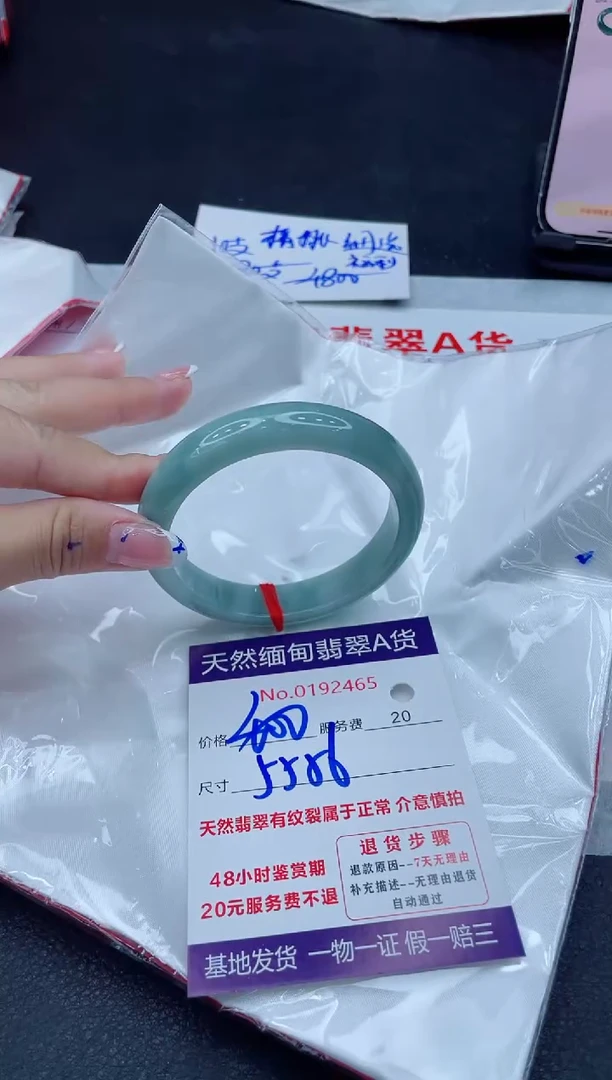 4800
翡翠A货
天然缅甸翡翠A货
No.0192465
价格 服务费 20
尺寸
天然翡翠有纹裂属于正常 介意慎拍
48小时鉴赏期
20元服务费不退
退货步骤
退款原因--7天无理由
补充描述--无理由退货
自动通过
基地发货 一物一证 假一赔三